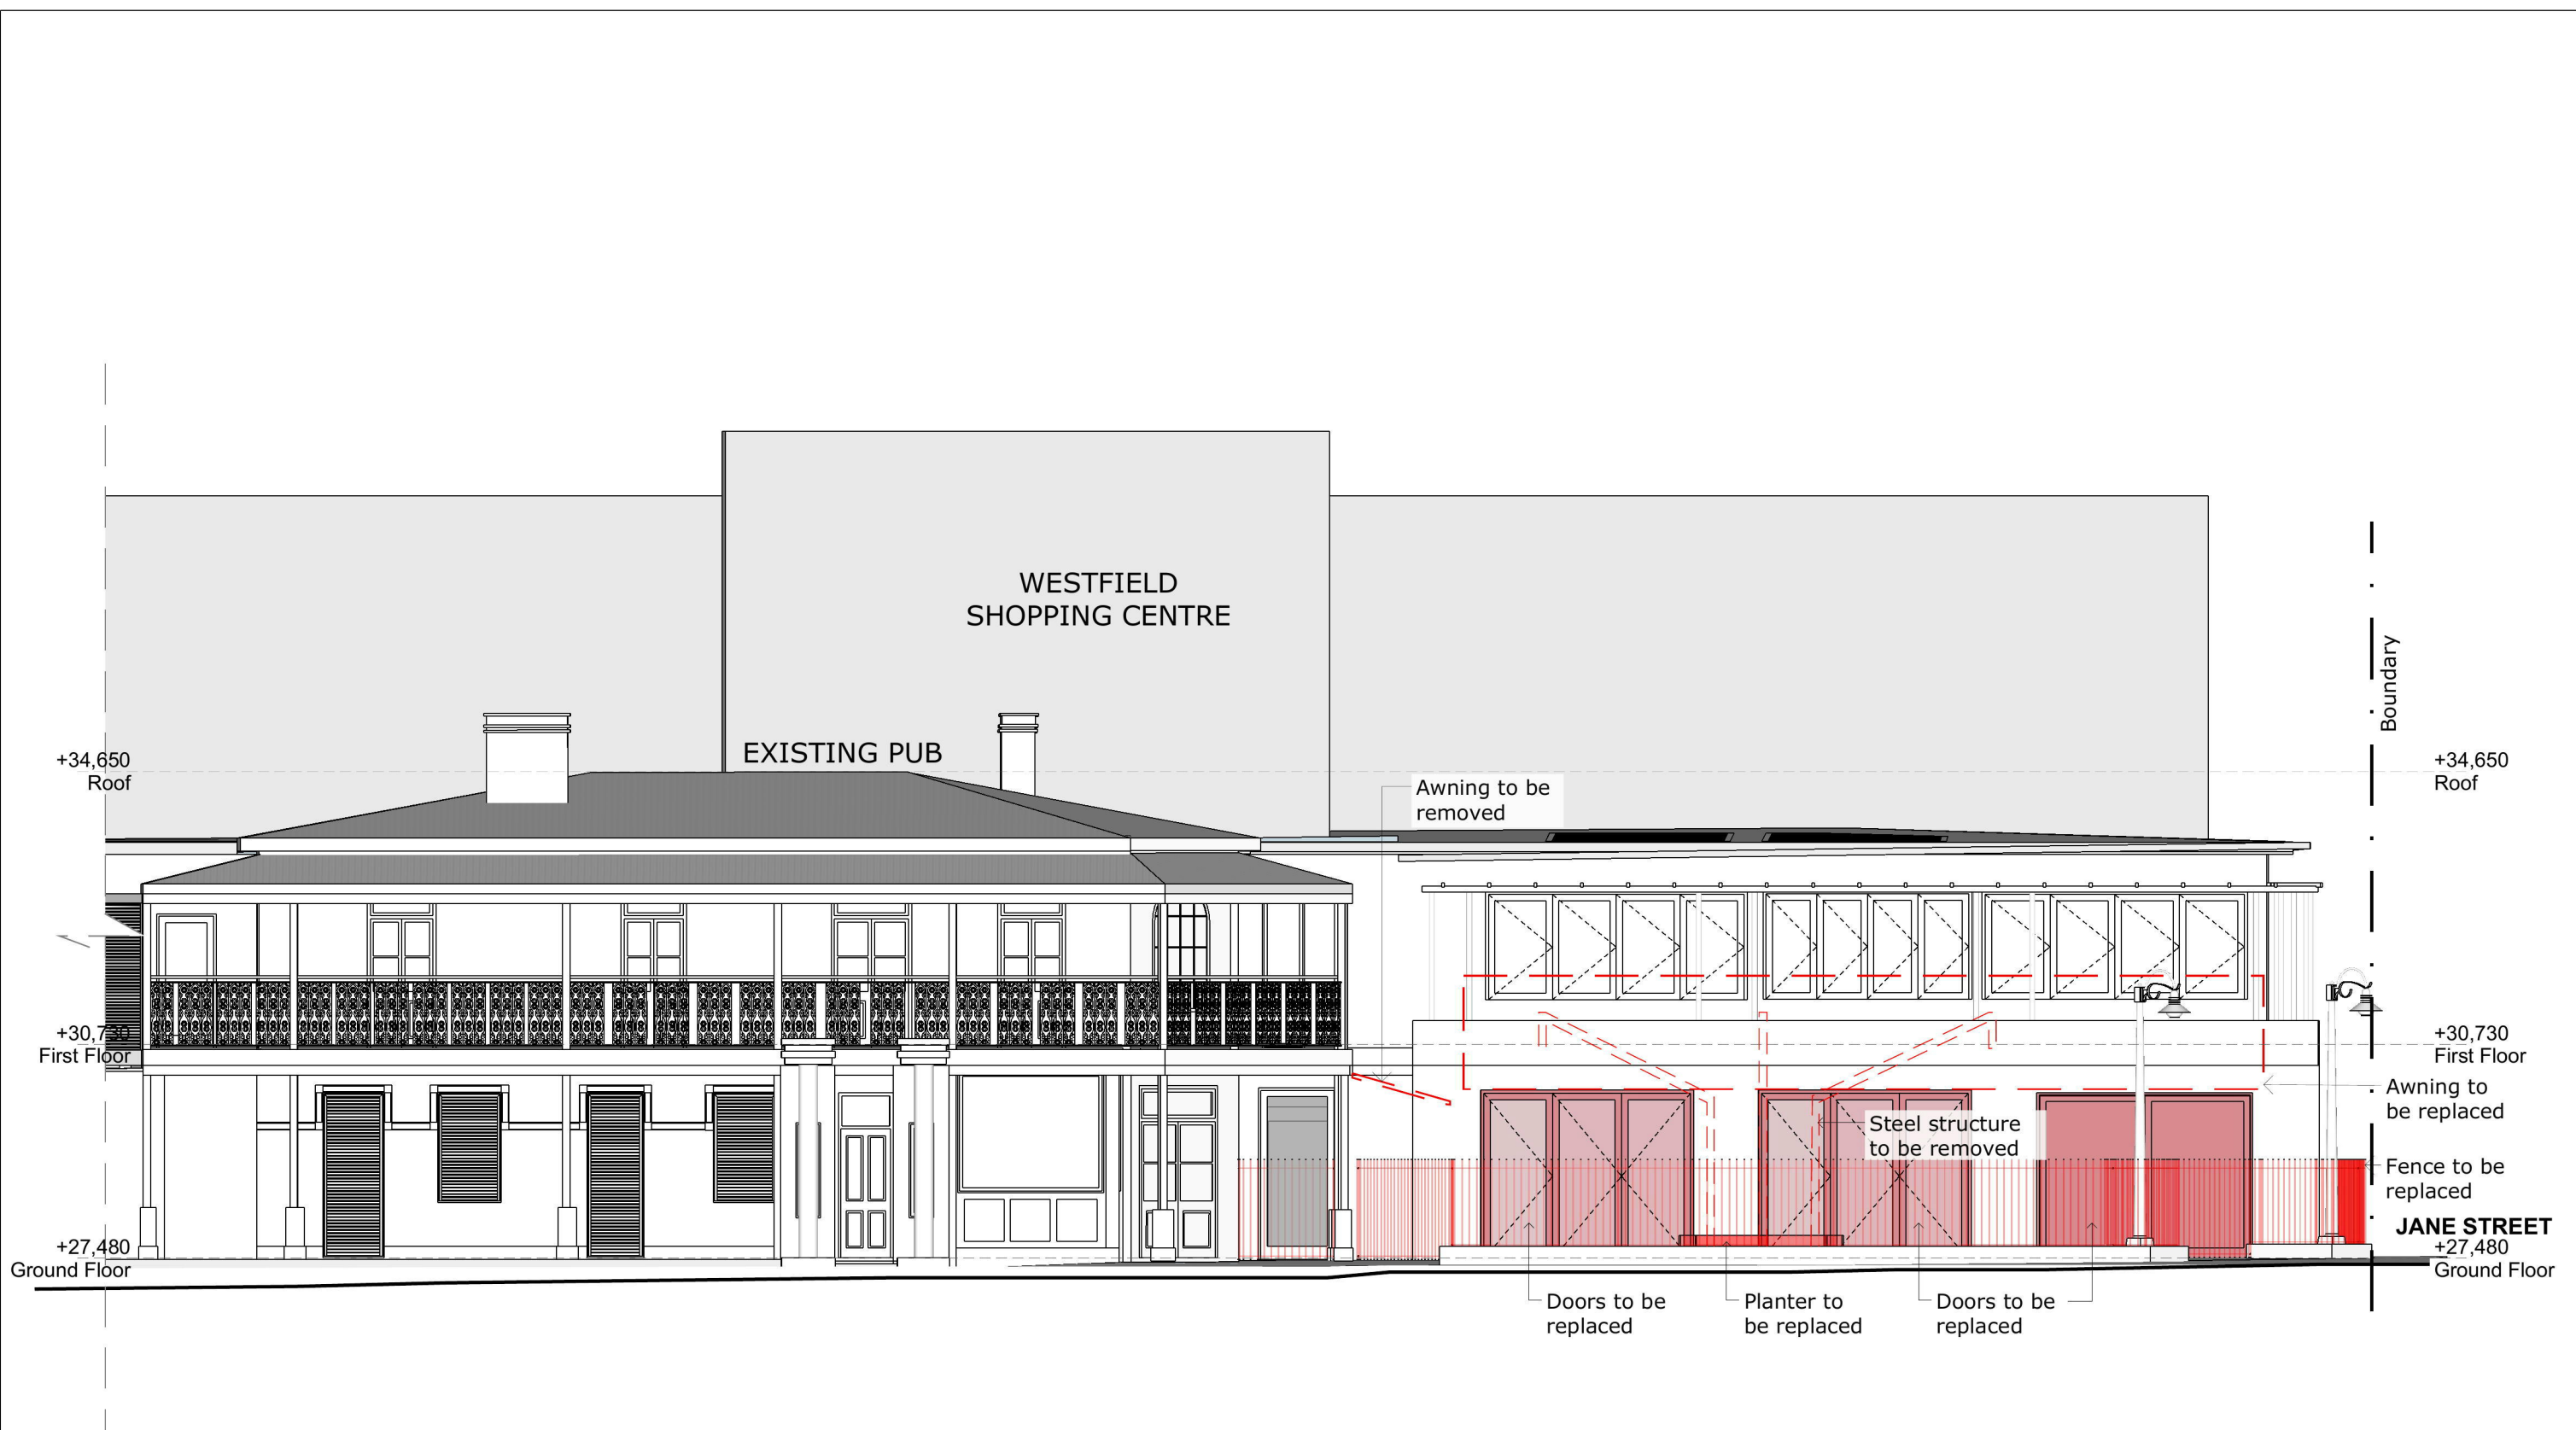 WESTFIELD
SHOPPING CENTRE
EXISTING PUB
Boundary
+34,650
Roof
+34,650
Roof
Awning to be
removed
+30,730
First Floor
+30,730
First Floor
Awning to
be replaced
Steel structure
to be removed
Fence to be
replaced
JANE STREET
+27,480
Ground Floor
+27,480
Ground Floor
Doors to be
replaced
Planter to
be replaced
Doors to be
replaced